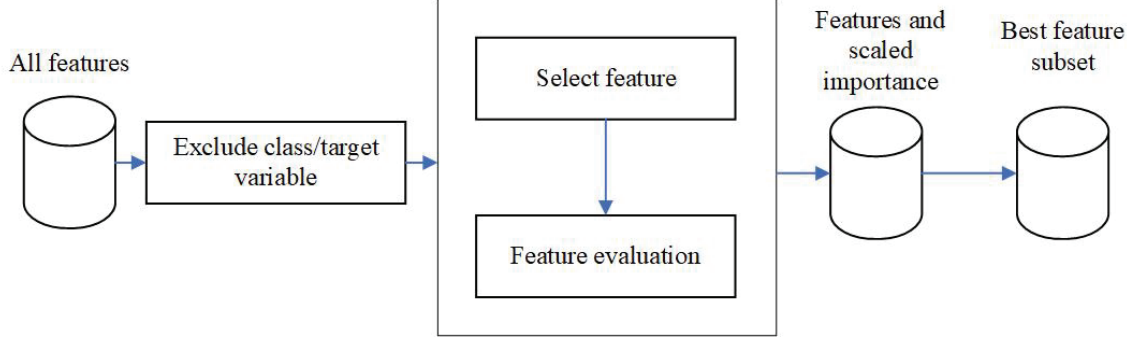 All features
Exclude class/target
variable
Select feature
Feature evaluation
Features and
scaled
importance
Best feature
subset